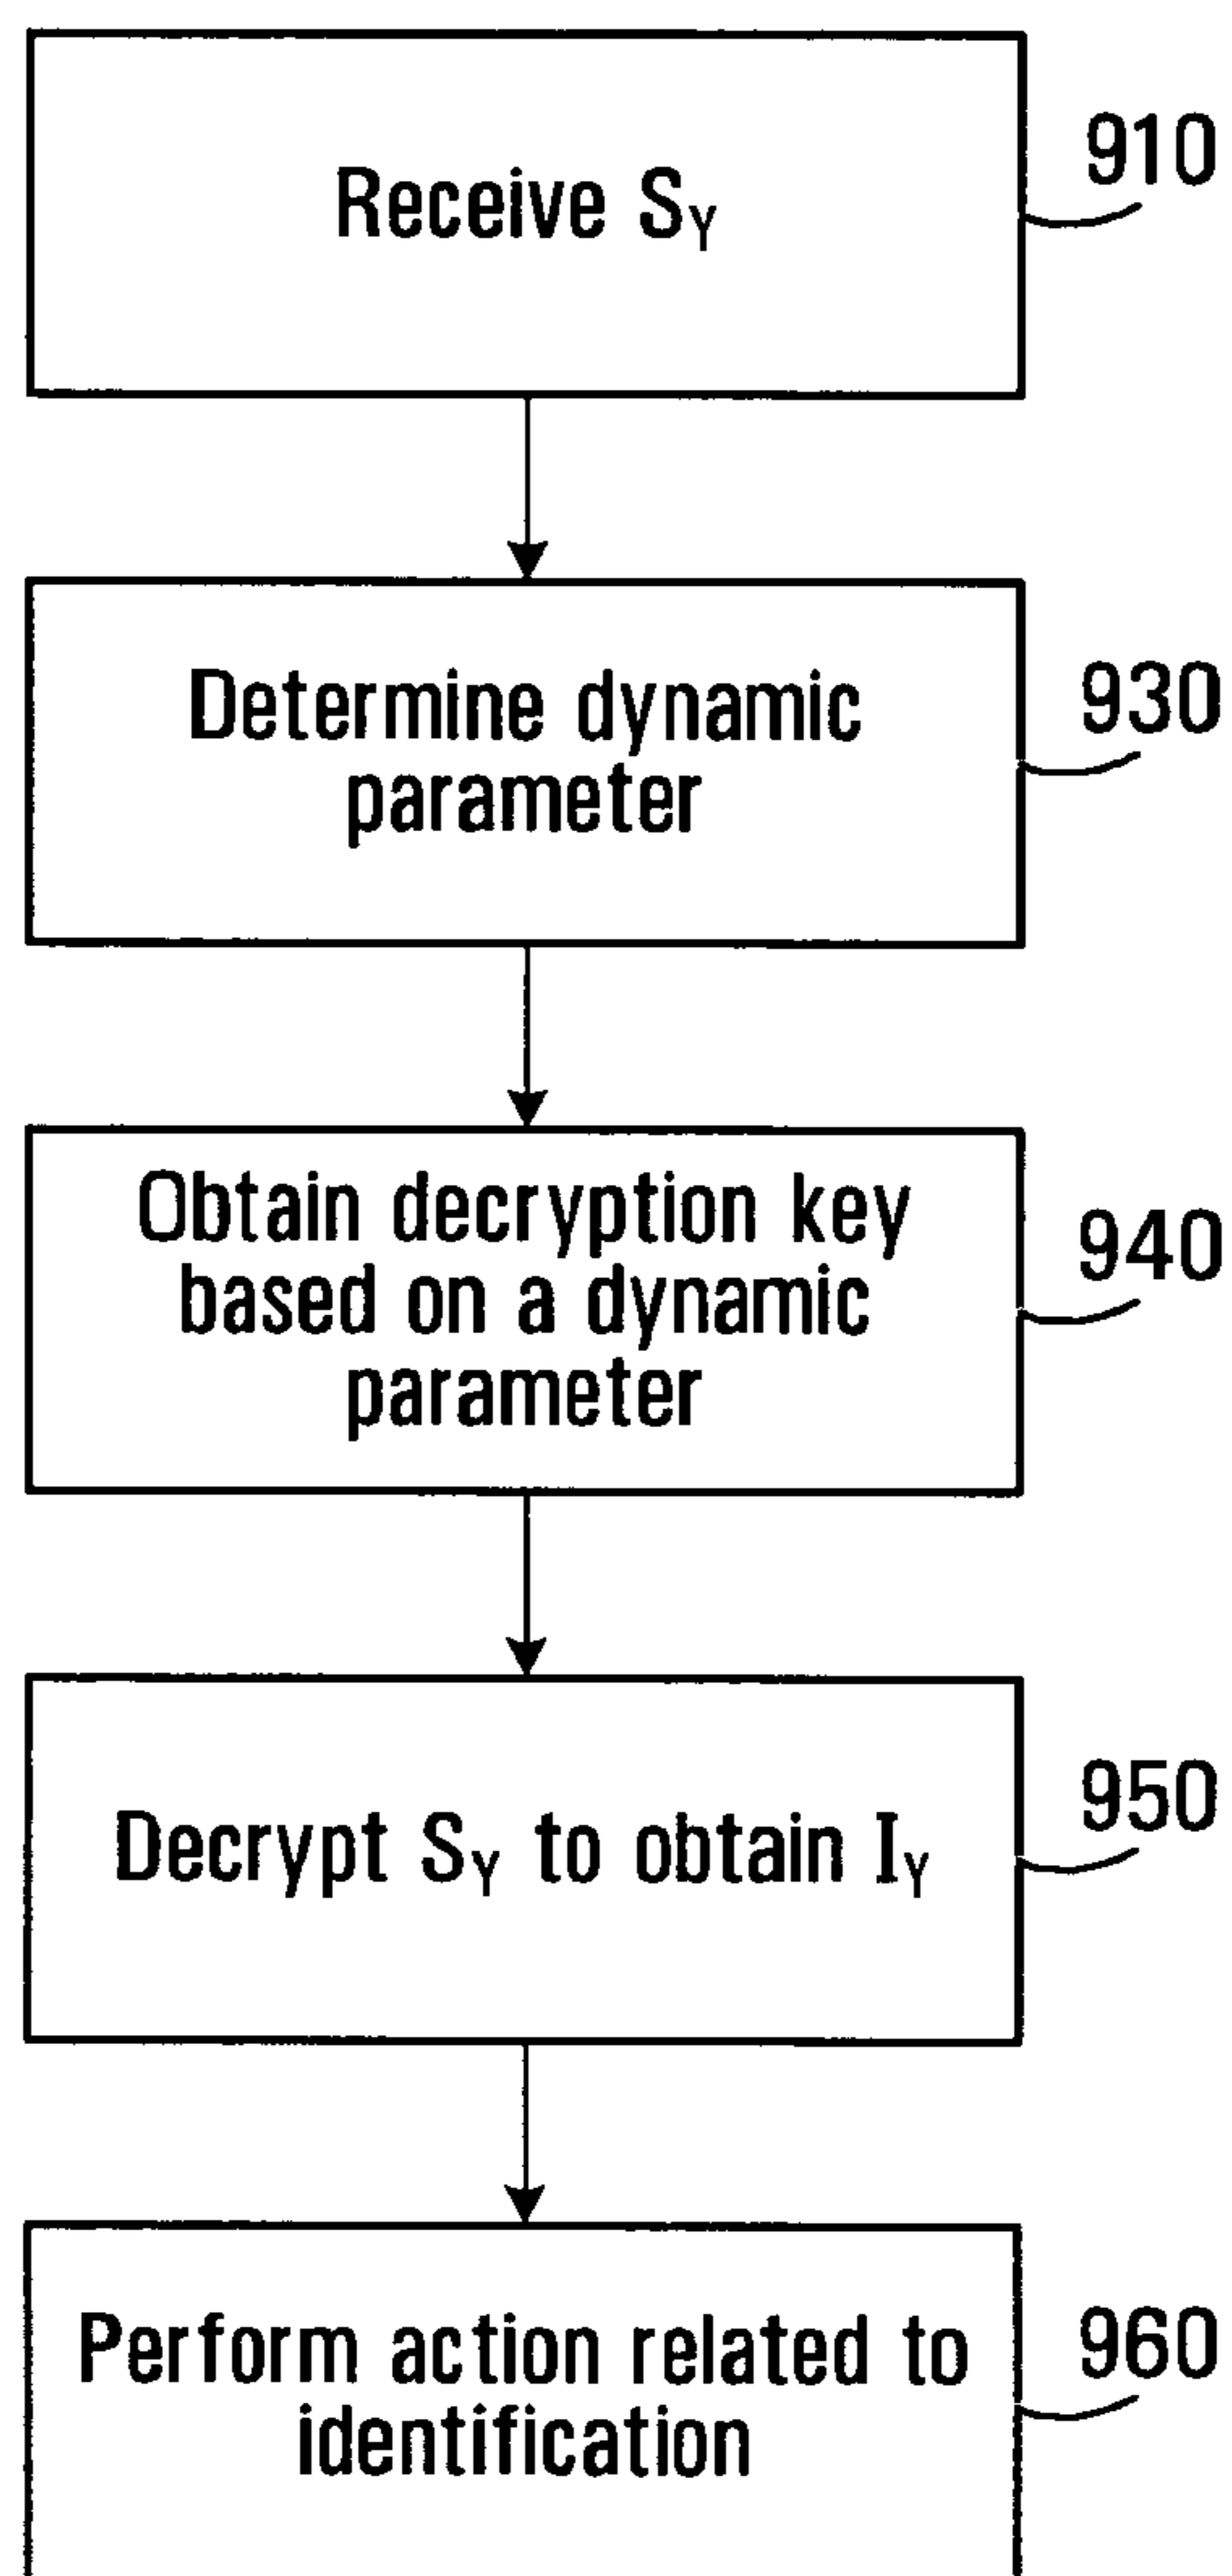 Receive SY
910
Determine dynamic
parameter
930
Obtain decryption key
based on a dynamic
parameter
940
Decrypt SY to obtain IY
950
Perform action related to
identification
960